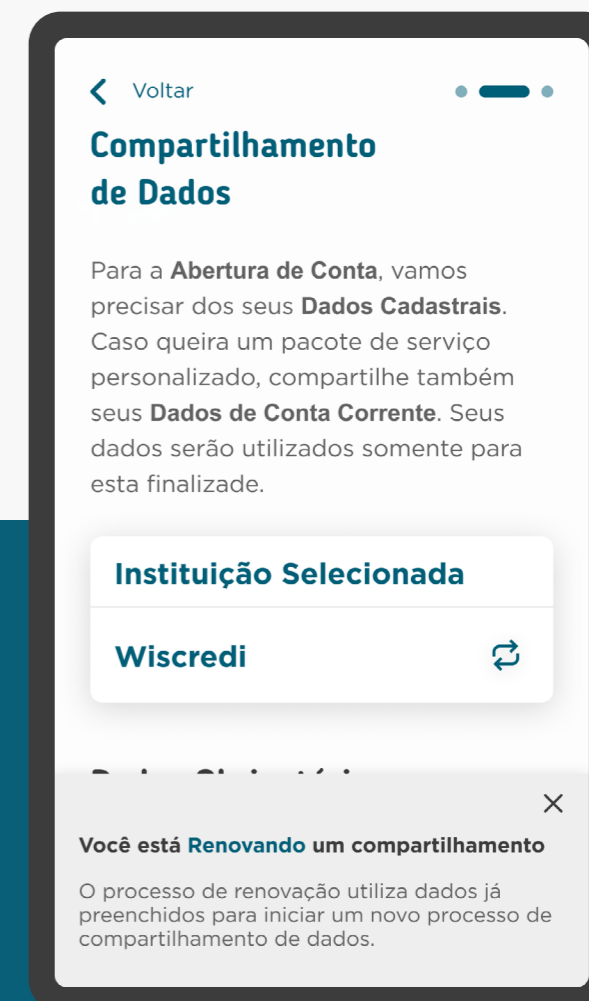 Voltar
Compartilhamento
de Dados
Para a Abertura de Conta, vamos
precisar dos seus Dados Cadastrais.
Caso queira um pacote de serviço
personalizado, compartilhe também
seus Dados de Conta Corrente. Seus
dados serão utilizados somente para
esta finalizade.
Instituição Selecionada
Wiscredi
Você está Renovando um compartilhamento
O processo de renovação utiliza dados já
preenchidos para iniciar um novo processo de
compartilhamento de dados.